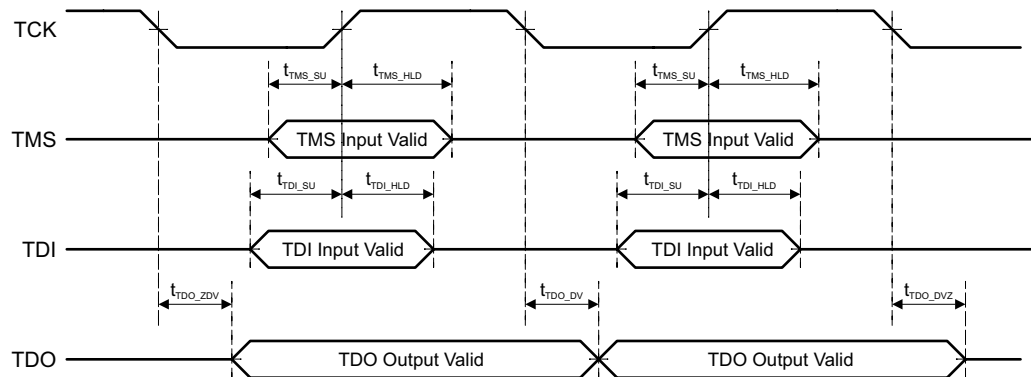 TCK
tTMS_SU tTMS_HLD tTMS_SU tTMS_HLD
TMS TMS Input Valid TMS Input Valid
tTDI_SU tTDI_HLD tTDI_SU tTDI_HLD
TDI TDI Input Valid TDI Input Valid
tTDO_ZDV tTDO_DV tTDO_DVZ
TDO TDO Output Valid TDO Output Valid